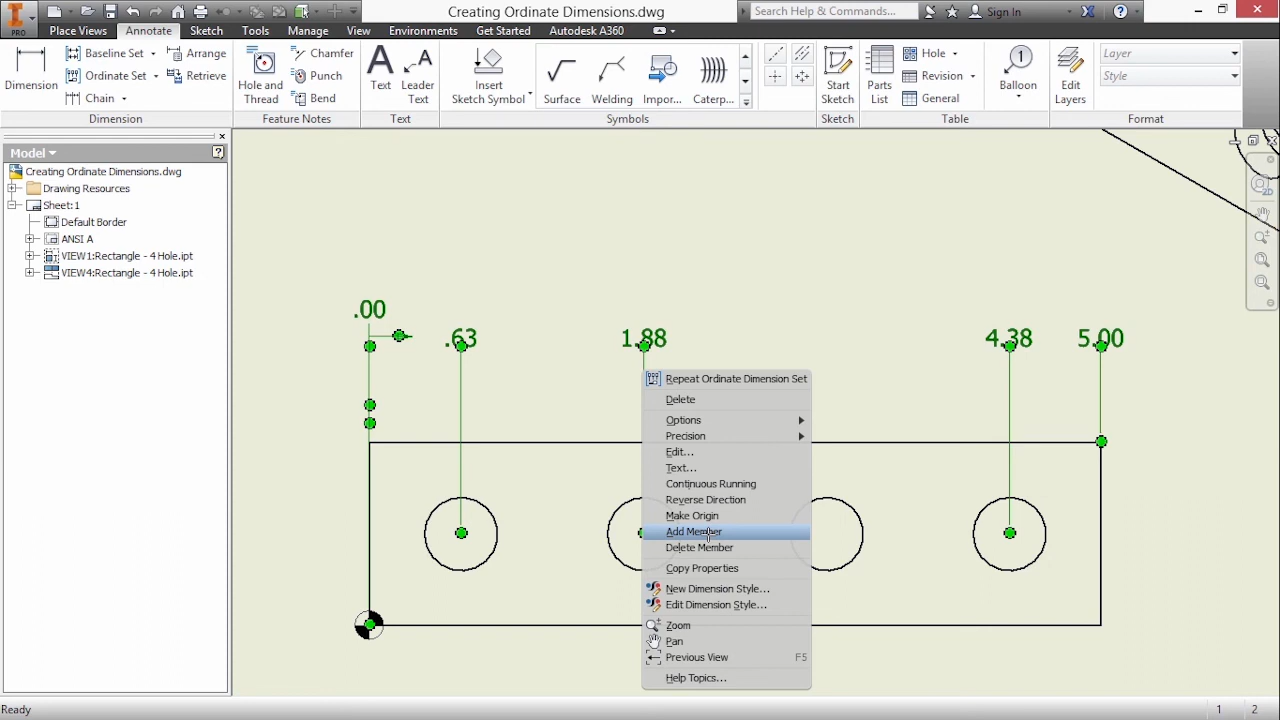 Creating Ordinate Dimensions.dwg
Search Help & Commands...
Sign In
PRO
Place Views
Annotate
Sketch
Tools
Manage
View
Environments
Get Started
Autodesk A360
Dimension
Baseline Set
Ordinate Set
Chain
Arrange
Retrieve
Dimension
Hole and
Thread
Chamfer
Punch
Bend
Feature Notes
Text
Leader
Text
Text
Insert
Sketch Symbol
Surface
Welding
Impor...
Caterp...
Symbols
Start
Sketch
Sketch
Parts
List
Hole
Revision
General
Table
Balloon
Edit
Layers
Layer
Style
Format
Model
Creating Ordinate Dimensions.dwg
Drawing Resources
Sheet:1
Default Border
ANSI A
VIEW1:Rectangle - 4 Hole.ipt
VIEW4:Rectangle - 4 Hole.ipt
2D
.00
.63
1.88
4.38
5.00
Repeat Ordinate Dimension Set
Delete
Options
Precision
Edit...
Text...
Continuous Running
Reverse Direction
Make Origin
Add Member
Delete Member
Copy Properties
New Dimension Style...
Edit Dimension Style...
Zoom
Pan
Previous View F5
Help Topics...
Ready
1 2